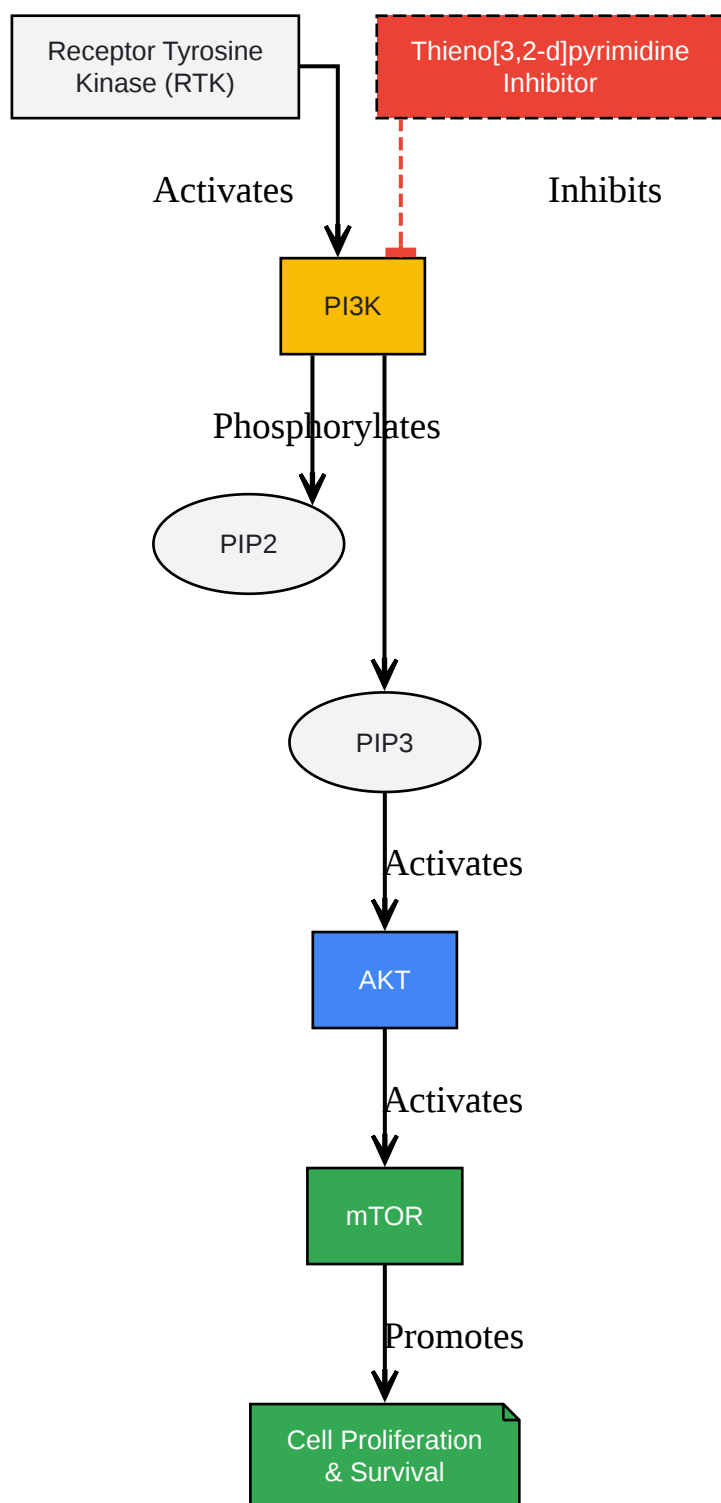 Receptor Tyrosine
Kinase (RTK)
Thieno[3,2-d]pyrimidine
Inhibitor
Activates
Inhibits
PI3K
Phosphorylates
PIP2
PIP3
Activates
AKT
Activates
mTOR
Promotes
Cell Proliferation
& Survival